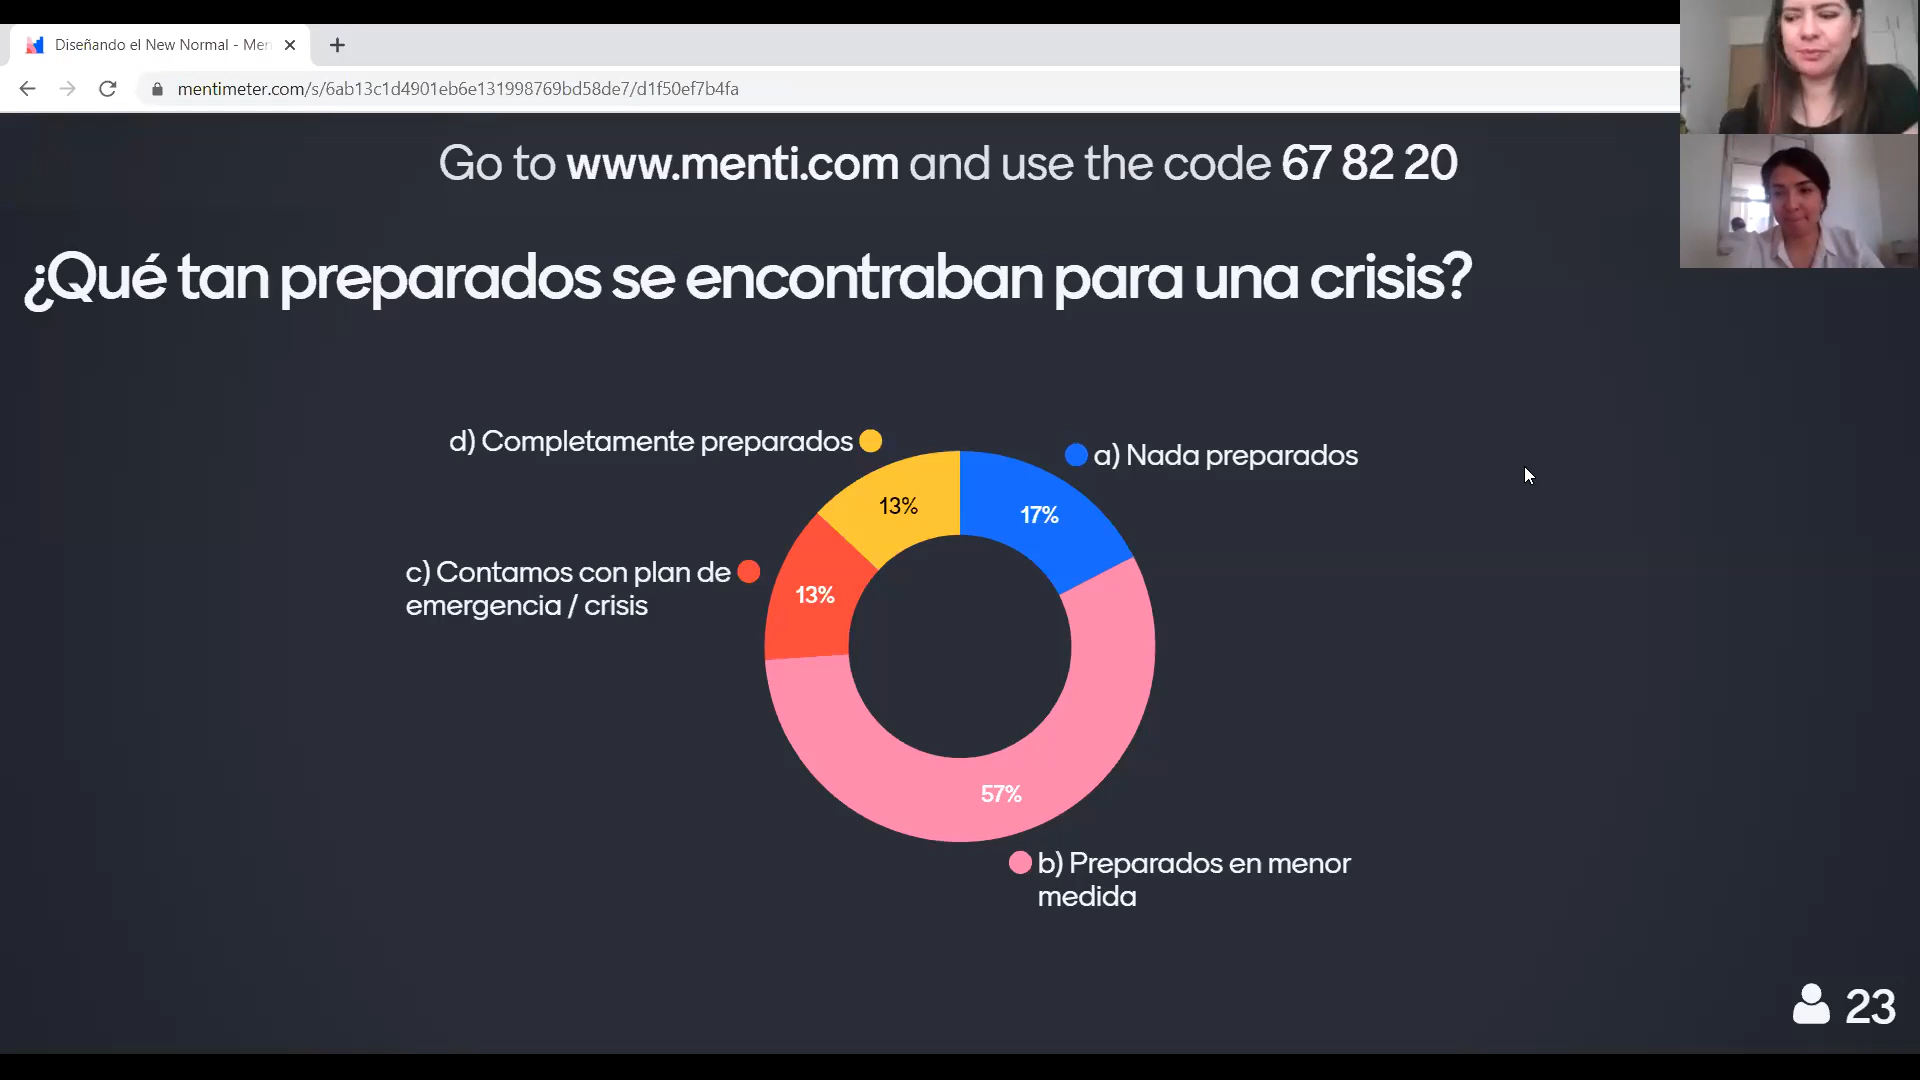 Diseñando el New Normal - Men
mentimeter.com/s/6ab13c1d4901eb6e131998769bd58de7/d1f50ef7b4fa
Go to www.menti.com and use the code 67 82 20
¿Qué tan preparados se encontraban para una crisis?
d) Completamente preparados
a) Nada preparados
13%
17%
c) Contamos con plan de
emergencia / crisis
13%
57%
b) Preparados en menor
medida
23